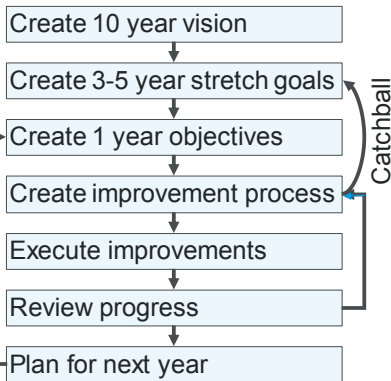 Create 10 year vision
Create 3-5 year stretch goals
Create 1 year objectives
Create improvement process
Execute improvements
Review progress
Plan for next year
Catchball